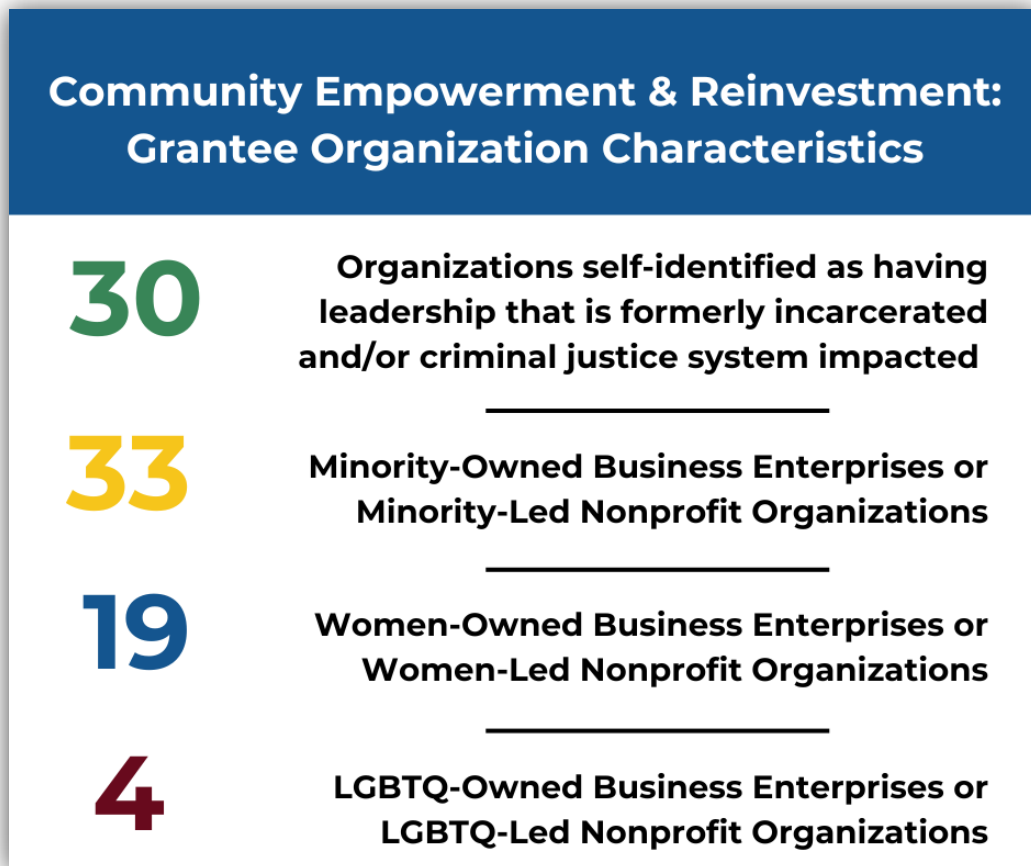 Community Empowerment & Reinvestment:
Grantee Organization Characteristics
30
Organizations self-identified as having
leadership that is formerly incarcerated
and/or criminal justice system impacted
33
Minority-Owned Business Enterprises or
Minority-Led Nonprofit Organizations
19
Women-Owned Business Enterprises or
Women-Led Nonprofit Organizations
4
LGBTQ-Owned Business Enterprises or
LGBTQ-Led Nonprofit Organizations